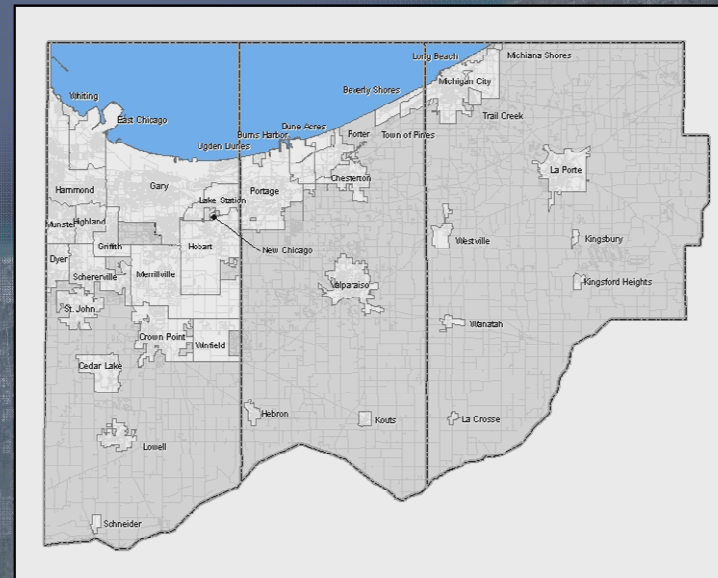 Long Beach
Michiana Shores
Michigan City
Beverly Shores
Whiting
Trail Creek
East Chicago
Dune Acres
Burns Harbor
Porter
Town of Pines
Ogden Dunes
La Porte
Chesterton
Gary
Hammond
Portage
Lake Station
Munster
Highland
Westville
Kingsbury
Griffith
Hobart
New Chicago
Dyer
Schererville
Merrillville
Kingsford Heights
Valparaiso
St. John
Wanatah
Crown Point
Winfield
Cedar Lake
Hebron
Kouts
La Crosse
Lowell
Schneider